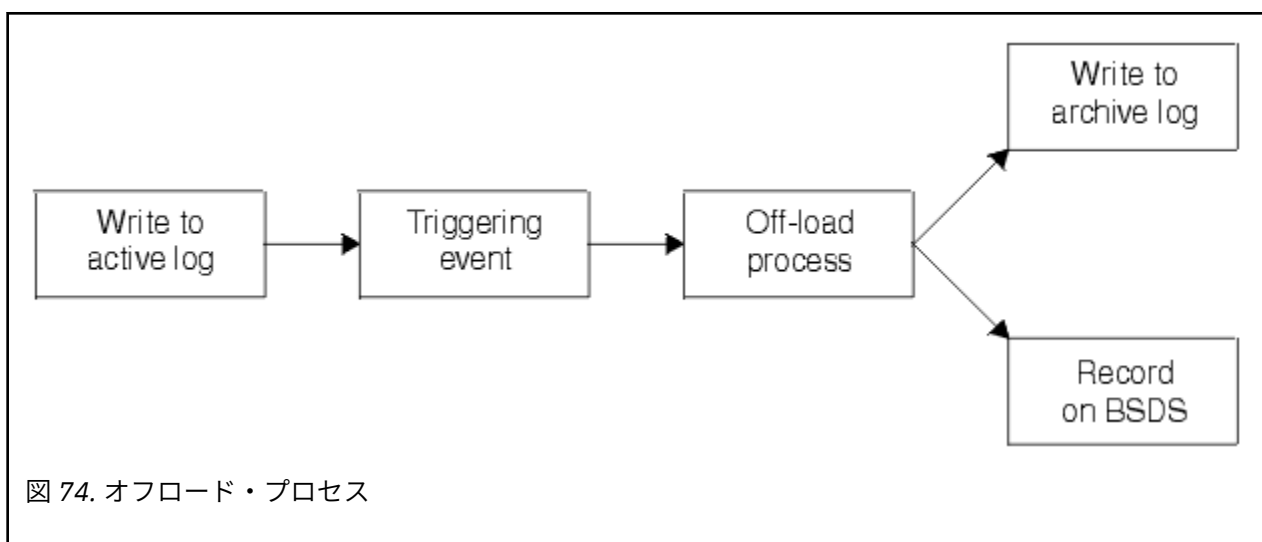 Write to
active log
Triggering
event
Off-load
process
Write to
archive log
Record
on BSDS
図 74. オフロード・プロセス